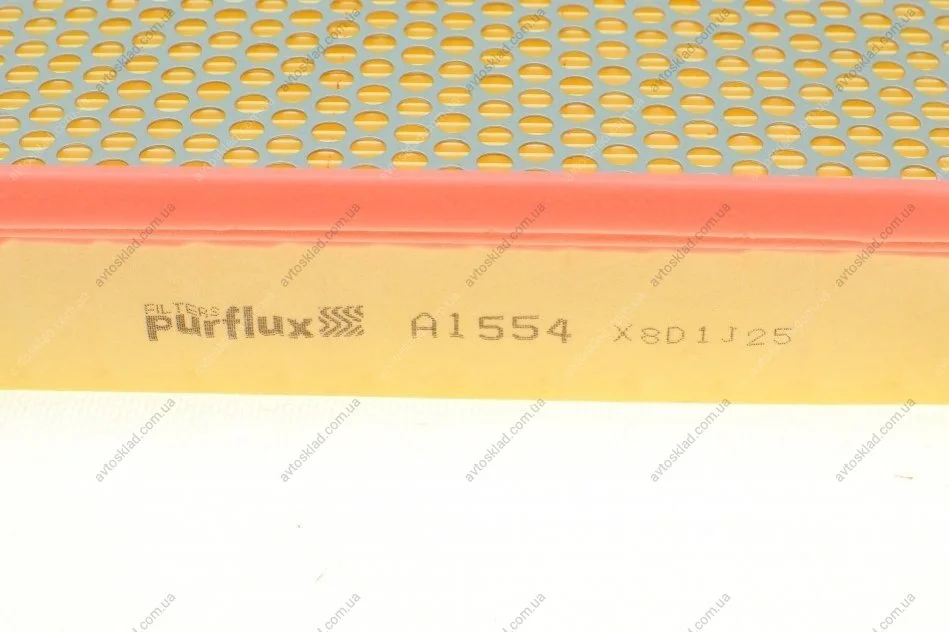 FILTERS
purflux A1554 X8D1J25
avtosklad.com.ua